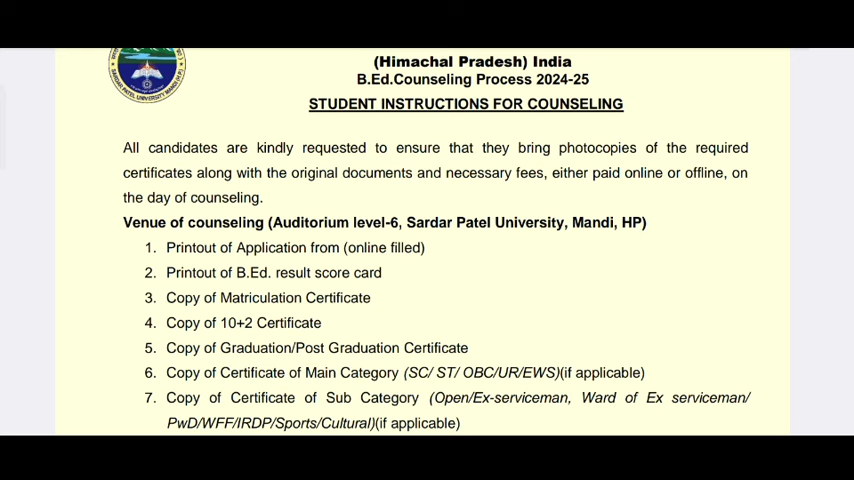 (Himachal Pradesh) India
B.Ed.Counseling Process 2024-25
STUDENT INSTRUCTIONS FOR COUNSELING
All candidates are kindly requested to ensure that they bring photocopies of the required
certificates along with the original documents and necessary fees, either paid online or offline, on
the day of counseling.
Venue of counseling (Auditorium level-6, Sardar Patel University, Mandi, HP)
1. Printout of Application from (online filled)
2. Printout of B.Ed. result score card
3. Copy of Matriculation Certificate
4. Copy of 10+2 Certificate
5. Copy of Graduation/Post Graduation Certificate
6. Copy of Certificate of Main Category (SC/ ST/ OBC/UR/EWS)(if applicable)
7. Copy of Certificate of Sub Category (Open/Ex-serviceman, Ward of Ex serviceman/
PwD/WFF/IRDP/Sports/Cultural)(if applicable)
SARDAR PATEL UNIVERSITY MANDI (H.P.)